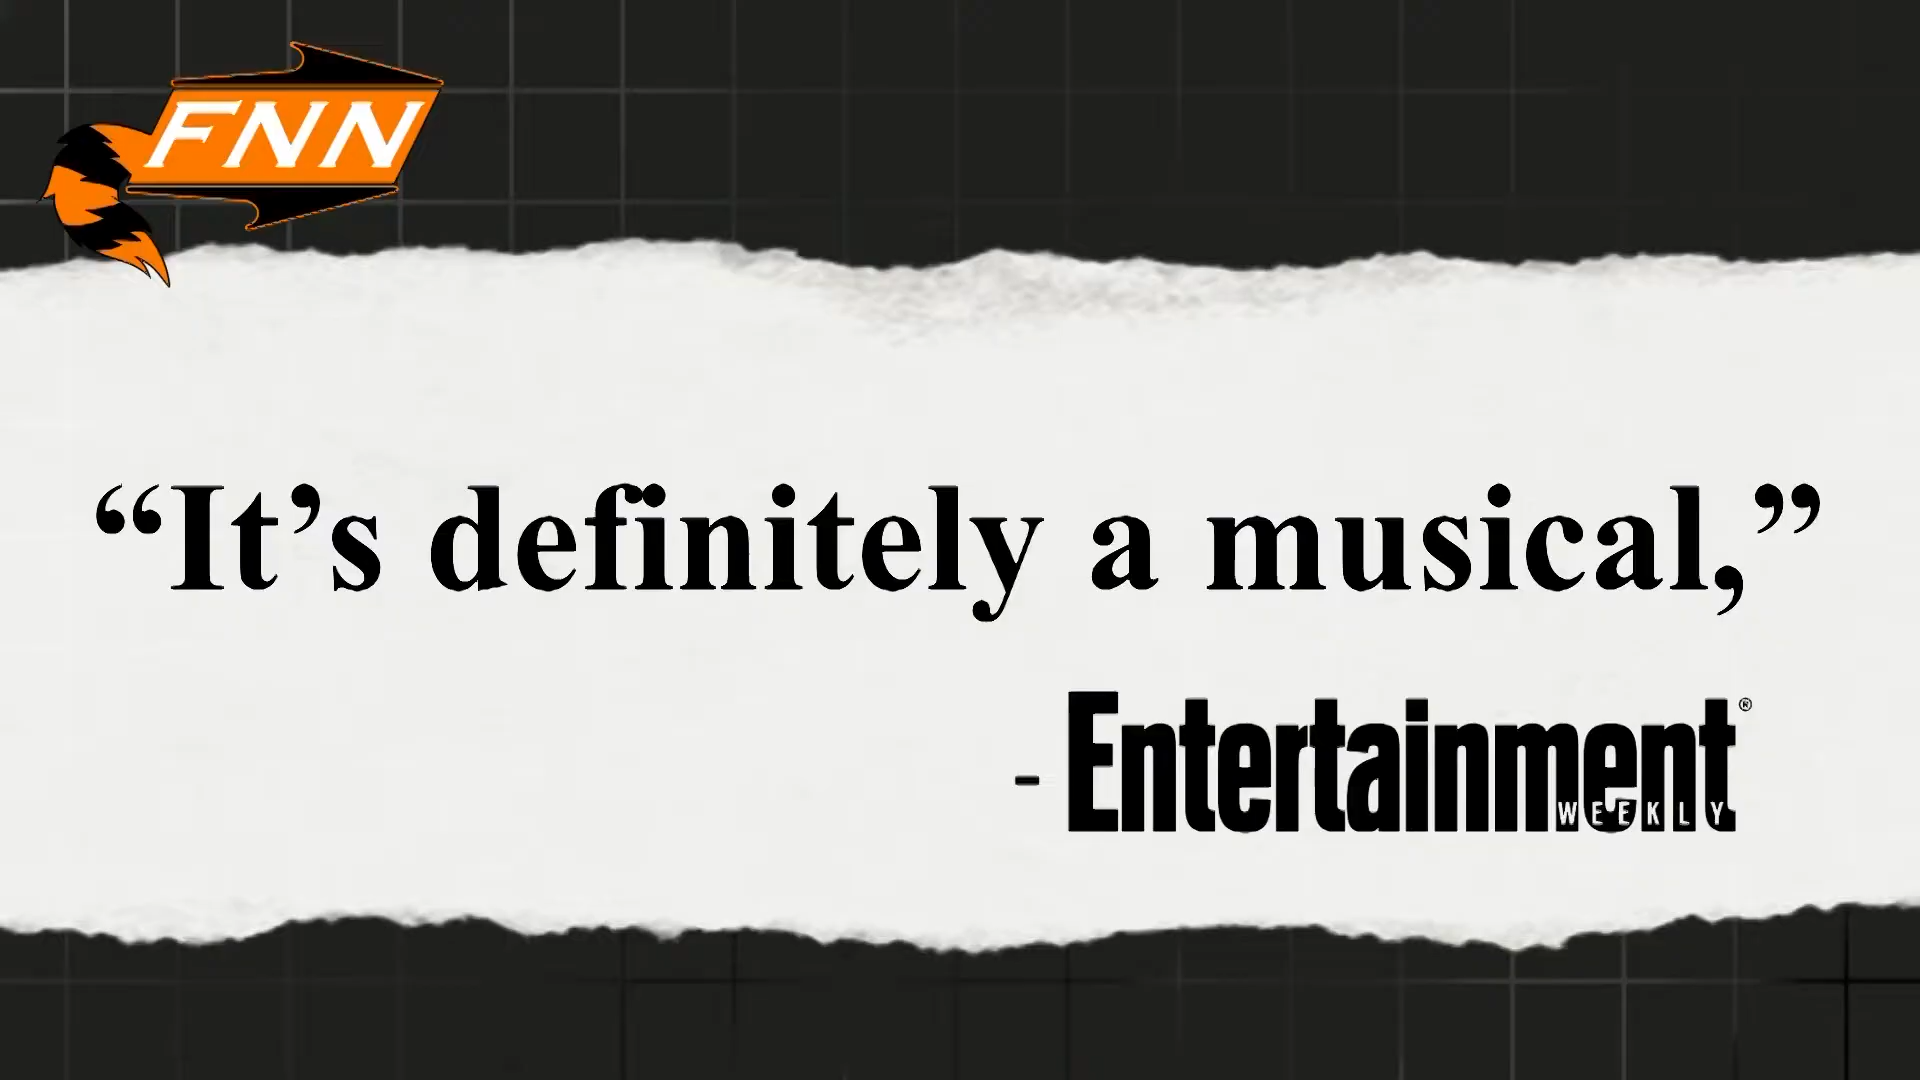 FNN
“It’s definitely a musical,”
- Entertainment®
WEEKLY